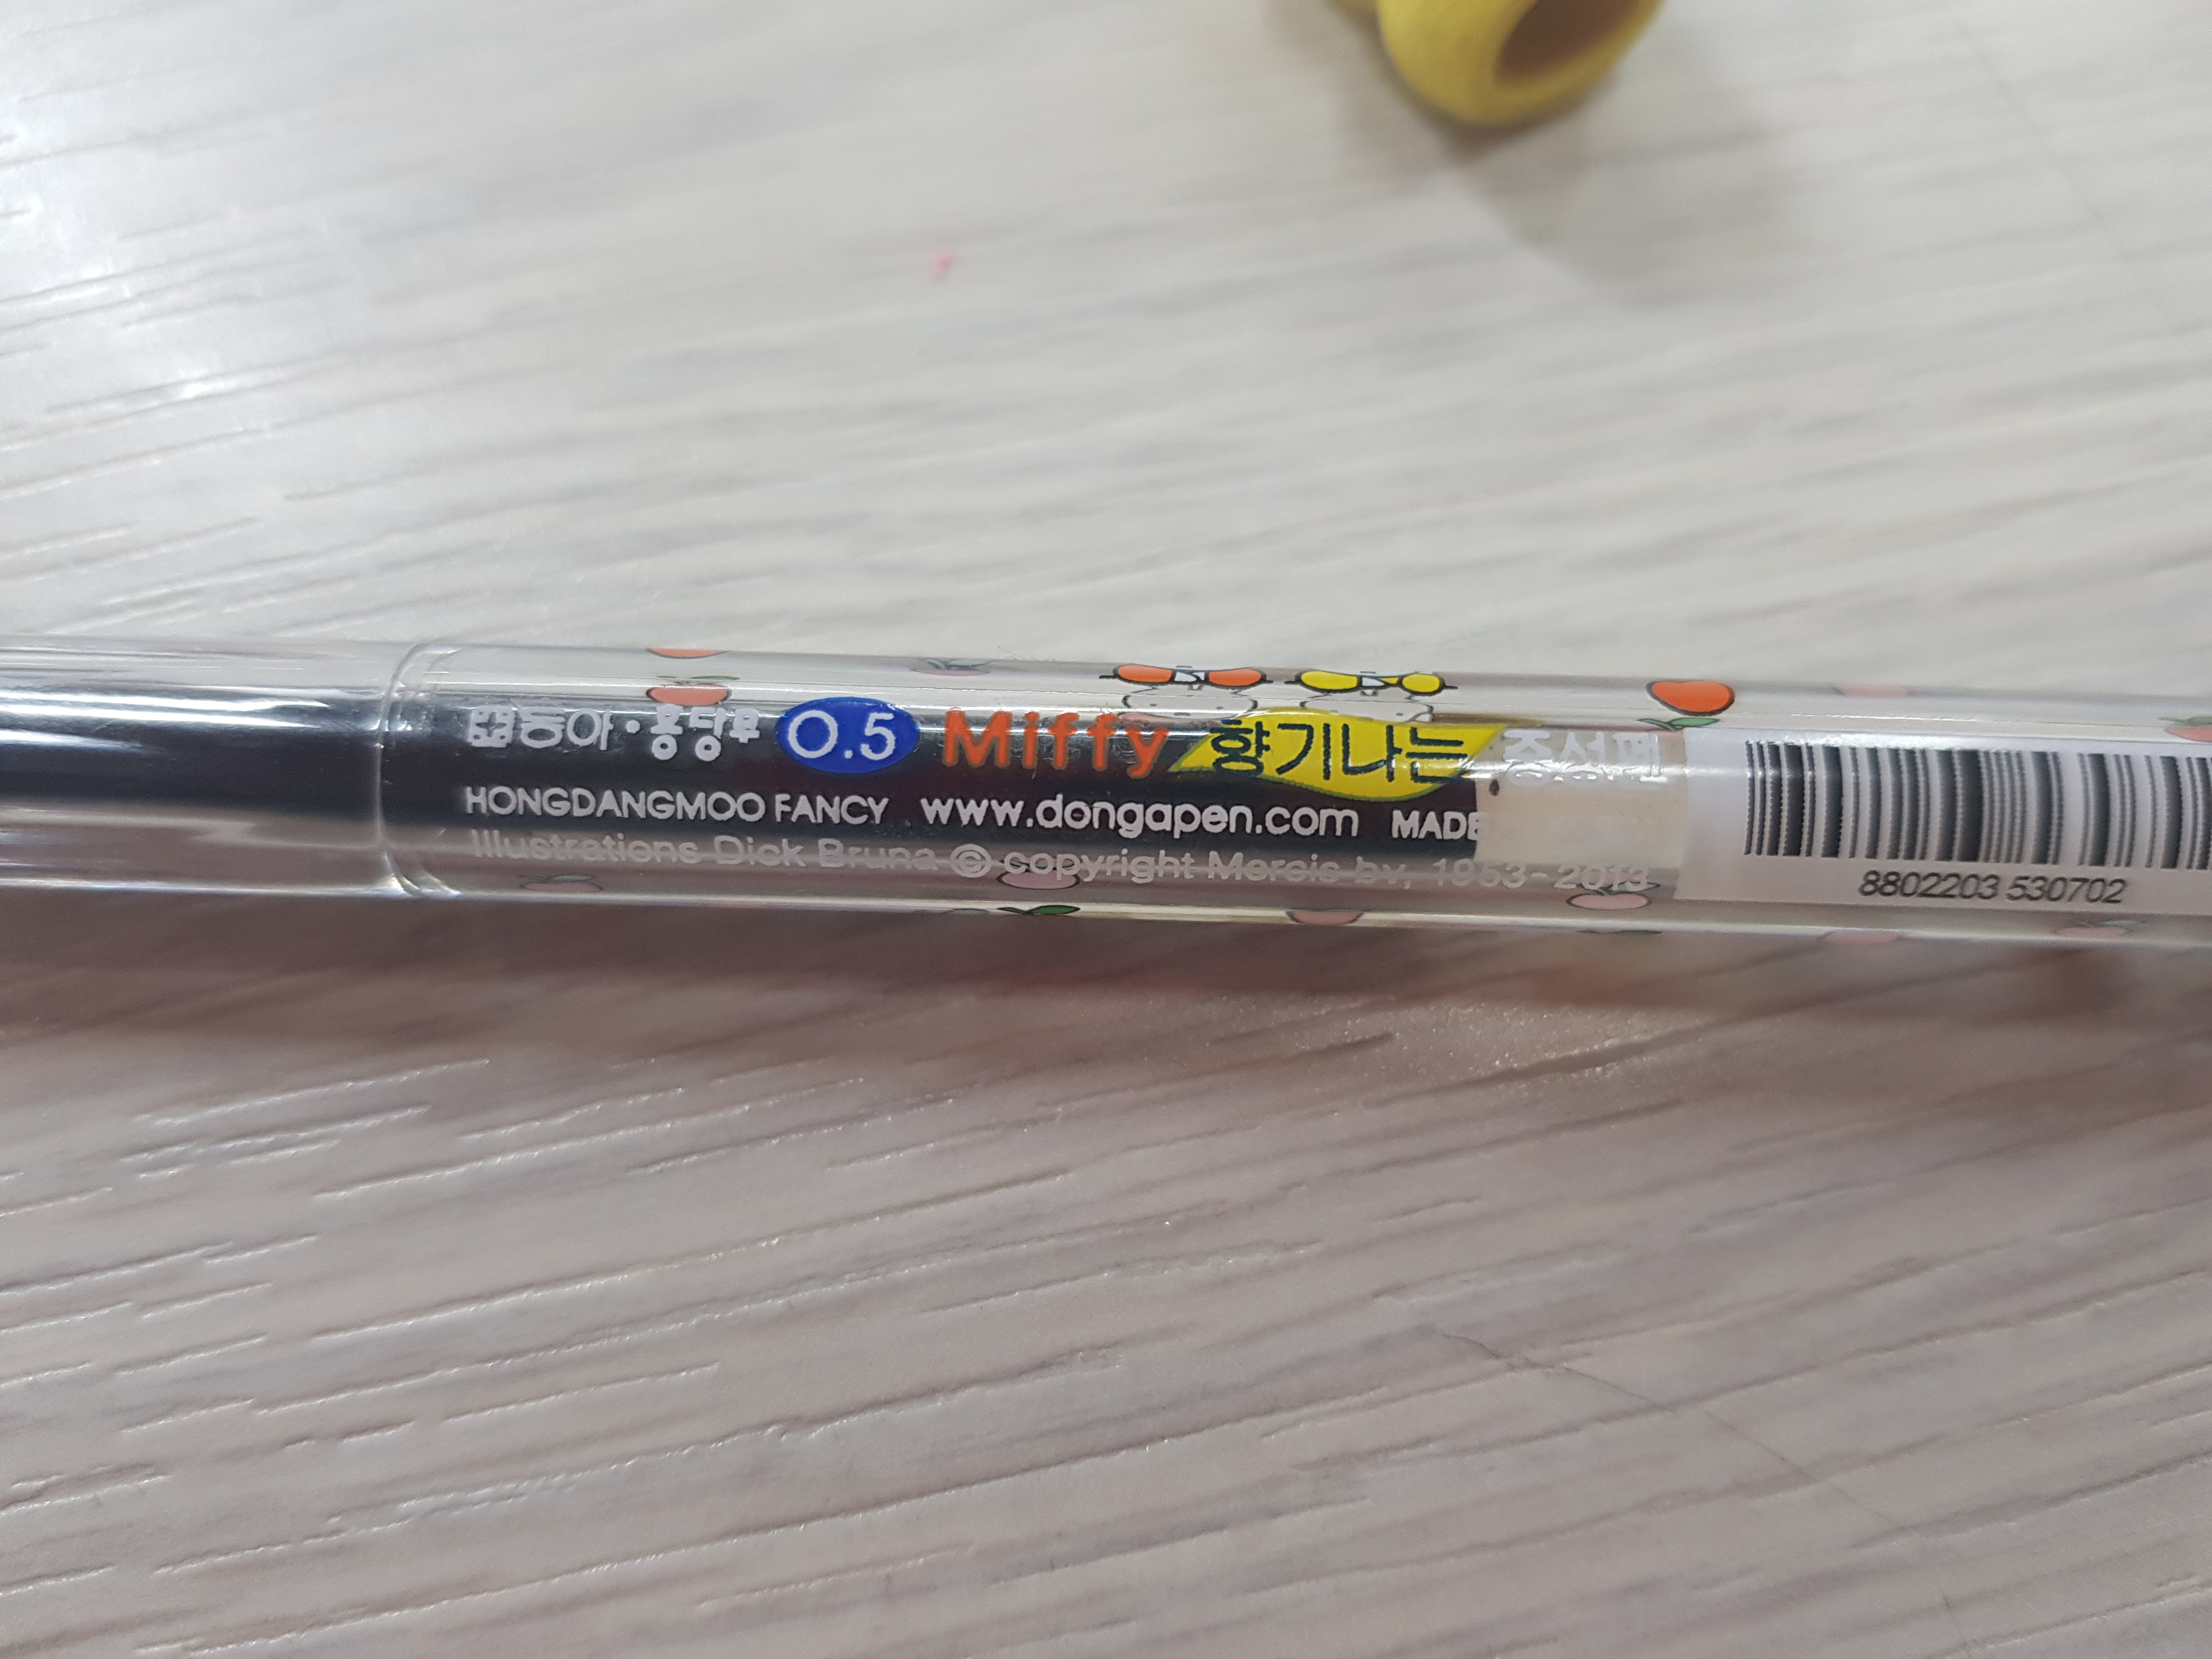 동아·홍당무 0.5 Miffy 향기나는 중성펜
HONGDANGMOO FANCY www.dongapen.com MADE
Illustrations Dick Bruna © copyright Mercis bv, 1953-2013
8802203 530702